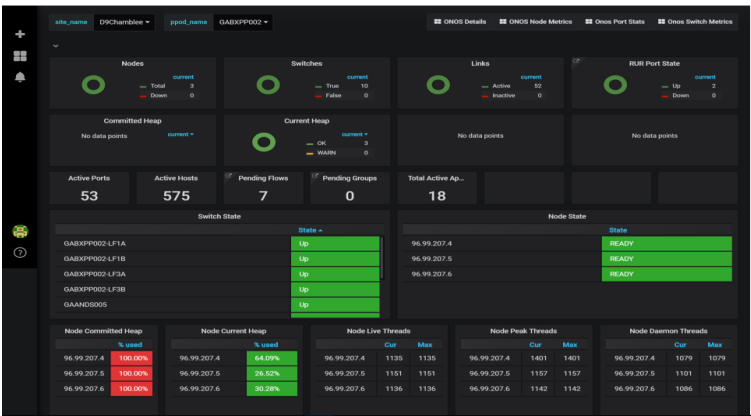 site_name D9Chamblee ppod_name GABXPP002 ONOS Details ONOS Node Metrics Onos Port Stats Onos Switch Metrics
Nodes Switches Links RUR Port State
current current current current
Total 3 True 10 Active 52 Up 2
Down 0 False 0 Inactive 0 Down 0
Committed Heap Current Heap
No data points current current No data points No data points
OK 3
WARN 0
Active Ports Active Hosts Pending Flows Pending Groups Total Active Ap...
53 575 7 0 18
Switch State Node State
State State
GABXPP002-LF1A Up 96.99.207.4 READY
GABXPP002-LF1B Up 96.99.207.5 READY
GABXPP002-LF3A Up 96.99.207.6 READY
GABXPP002-LF3B Up
GAANDS005 Up
Node Committed Heap Node Current Heap Node Live Threads Node Peak Threads Node Daemon Threads
% used % used Cur Max Cur Max Cur Max
96.99.207.4 100.00% 96.99.207.4 64.09% 96.99.207.4 1135 1135 96.99.207.4 1401 1401 96.99.207.4 1079 1079
96.99.207.5 100.00% 96.99.207.5 26.52% 96.99.207.5 1151 1151 96.99.207.5 1157 1157 96.99.207.5 1101 1101
96.99.207.6 100.00% 96.99.207.6 30.28% 96.99.207.6 1136 1136 96.99.207.6 1142 1142 96.99.207.6 1086 1086